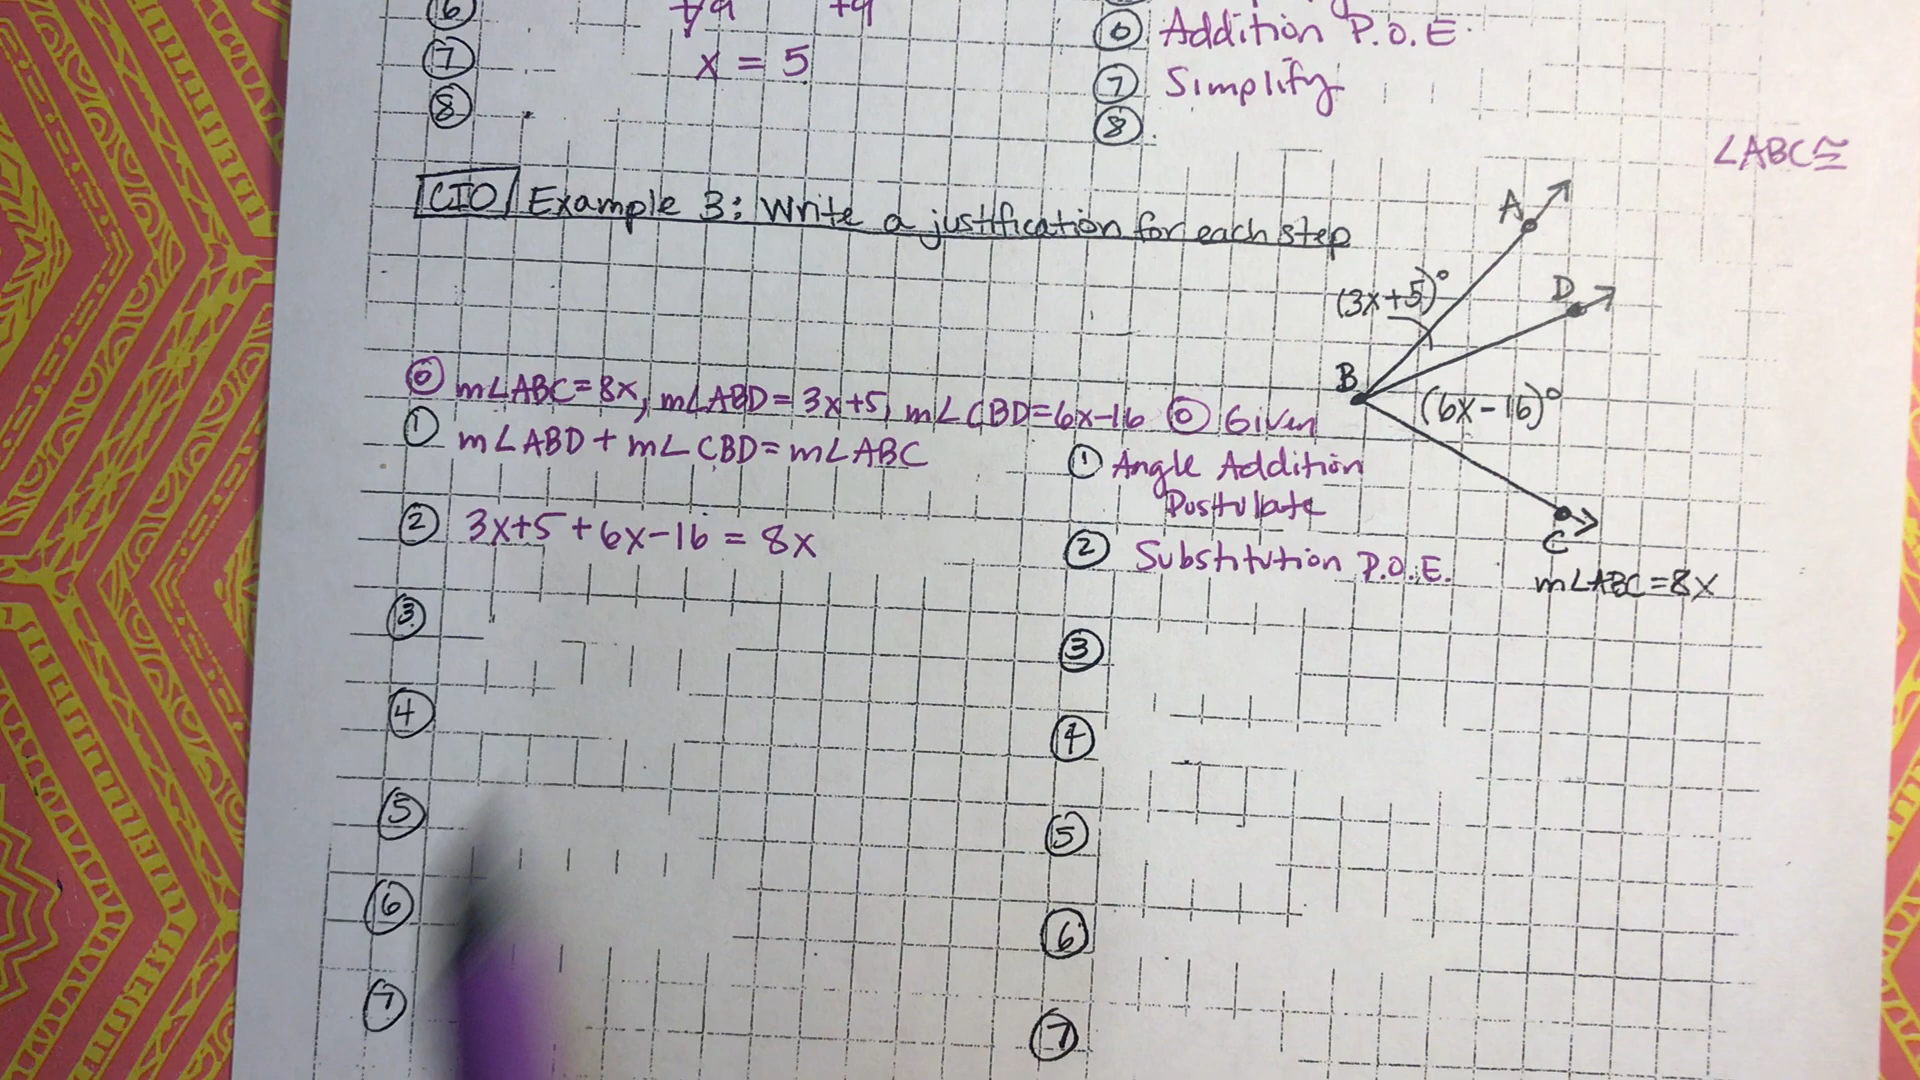 6 +9 +9 6 Addition P.O.E.
7 x = 5 7 Simplify
8 8
∠ABC≅
CIO Example 3: Write a justification for each step
A
D
(3x+5)°
B
(6x-16)°
C
m∠ABC=8x
0 m∠ABC=8x, m∠ABD=3x+5, m∠CBD=6x-16 0 Given
1 m∠ABD + m∠CBD = m∠ABC 1 Angle Addition
Postulate
2 3x+5+6x-16 = 8x 2 Substitution P.O.E.
3 3
4 4
5 5
6 6
7 7